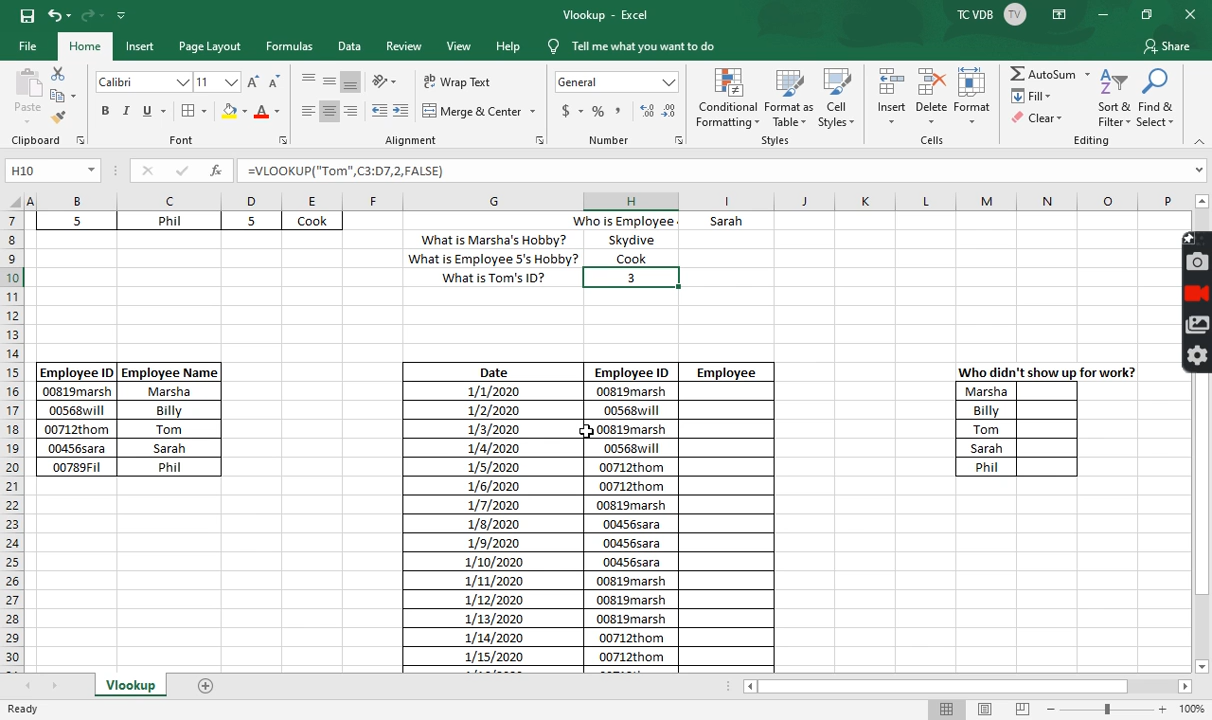 Vlookup - Excel
TC VDB TV
File Home Insert Page Layout Formulas Data Review View Help Tell me what you want to do Share
Paste
Clipboard
Calibri 11
B I U
Font
Wrap Text
Merge & Center
Alignment
General
$ % ,
Number
Conditional Formatting
Format as Table
Cell Styles
Styles
Insert Delete Format
Cells
AutoSum
Fill
Clear
Sort & Filter
Find & Select
Editing
H10 fx =VLOOKUP("Tom",C3:D7,2,FALSE)
A B C D E F G H I J K L M N O P
7 5 Phil 5 Cook Who is Employee Sarah
8 What is Marsha's Hobby? Skydive
9 What is Employee 5's Hobby? Cook
10 What is Tom's ID? 3
11
12
13
14
15 Employee ID Employee Name Date Employee ID Employee Who didn't show up for work?
16 00819marsh Marsha 1/1/2020 00819marsh Marsha
17 00568will Billy 1/2/2020 00568will Billy
18 00712thom Tom 1/3/2020 00819marsh Tom
19 00456sara Sarah 1/4/2020 00568will Sarah
20 00789Fil Phil 1/5/2020 00712thom Phil
21 1/6/2020 00712thom
22 1/7/2020 00819marsh
23 1/8/2020 00456sara
24 1/9/2020 00456sara
25 1/10/2020 00456sara
26 1/11/2020 00819marsh
27 1/12/2020 00819marsh
28 1/13/2020 00819marsh
29 1/14/2020 00712thom
30 1/15/2020 00712thom
Vlookup
Ready 100%